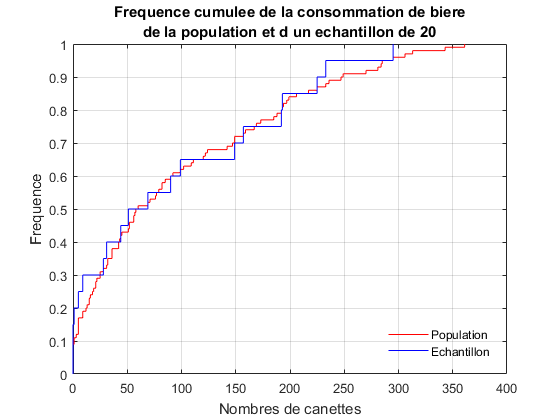 Frequence cumulee de la consommation de biere
de la population et d un echantillon de 20
1
0.9
0.8
0.7
0.6
0.5
0.4
0.3
0.2
0.1
0
Frequence
Population
Echantillon
0 50 100 150 200 250 300 350 400
Nombres de canettes